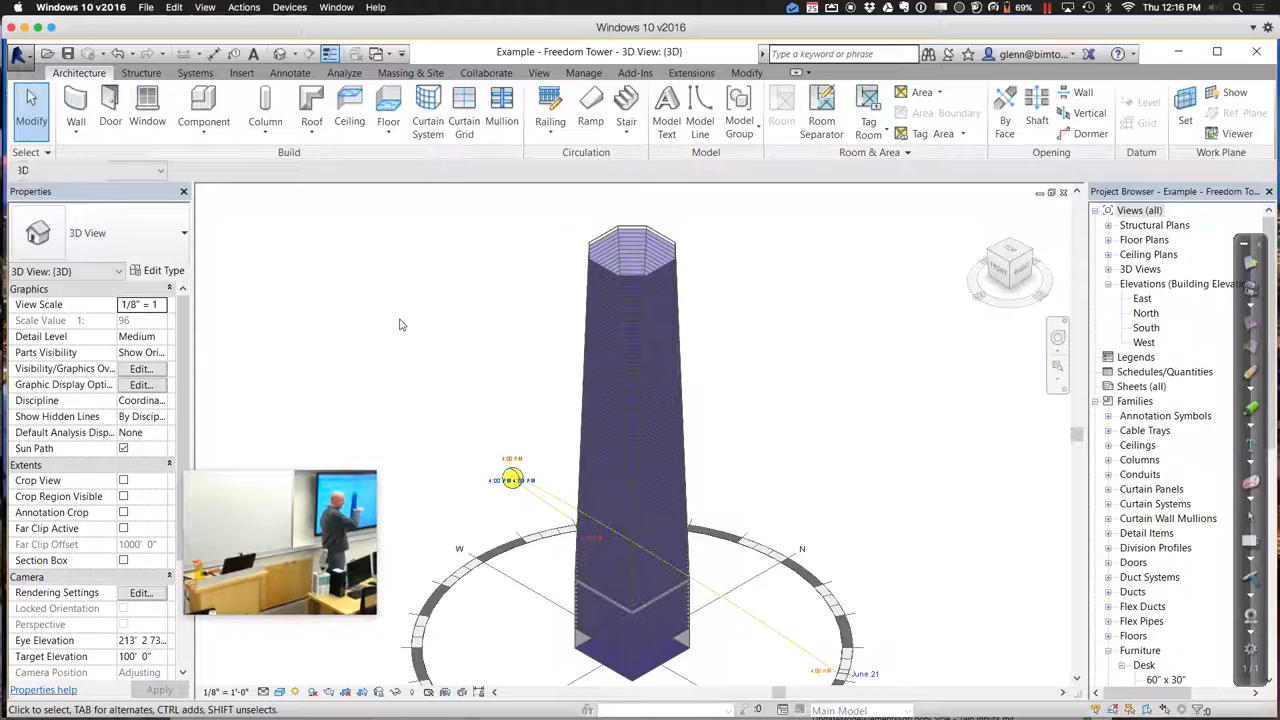 Windows 10 v2016 File Edit View Actions Devices Window Help 69% Thu 12:16 PM
Windows 10 v2016
Example - Freedom Tower - 3D View: {3D} Type a keyword or phrase glenn@bimto...
Architecture Structure Systems Insert Annotate Analyze Massing & Site Collaborate View Manage Add-Ins Extensions Modify
Modify Wall Door Window Component Column Roof Ceiling Floor Curtain System Curtain Grid Mullion Railing Ramp Stair Model Text Model Line Model Group Room Room Separator Tag Room Area Area Boundary Tag Area By Face Shaft Wall Vertical Dormer Level Grid Set Show Ref Plane Viewer
Select Build Circulation Model Room & Area Opening Datum Work Plane
3D
Properties
3D View
3D View: {3D} Edit Type
Graphics
View Scale 1/8" = 1
Scale Value 1: 96
Detail Level Medium
Parts Visibility Show Ori...
Visibility/Graphics Ov... Edit...
Graphic Display Opti... Edit...
Discipline Coordina...
Show Hidden Lines By Discip...
Default Analysis Disp... None
Sun Path
Extents
Crop View
Crop Region Visible
Annotation Crop
Far Clip Active
Far Clip Offset 1000' 0"
Section Box
Camera
Rendering Settings Edit...
Locked Orientation
Perspective
Eye Elevation 213' 2 73...
Target Elevation 100' 0"
Camera Position Adjusting
Properties help Apply
TOP
FRONT RIGHT
4:00 PM
W N
June 21
1/8" = 1'-0"
Project Browser - Example - Freedom To...
Views (all)
Structural Plans
Floor Plans
Ceiling Plans
3D Views
Elevations (Building Elevat
East
North
South
West
Legends
Schedules/Quantities
Sheets (all)
Families
Annotation Symbols
Cable Trays
Ceilings
Columns
Conduits
Curtain Panels
Curtain Systems
Curtain Wall Mullions
Detail Items
Division Profiles
Doors
Duct Systems
Ducts
Flex Ducts
Flex Pipes
Floors
Furniture
Desk
60" x 30"
1/1
Click to select, TAB for alternates, CTRL adds, SHIFT unselects. :0 Main Model :0